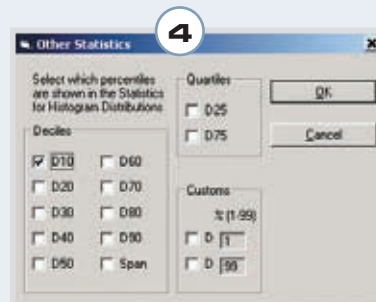 4
Other Statistics
Select which percentiles
are shown in the Statistics
for Histogram Distributions
Deciles
D10
D60
D20
D70
D30
D80
D40
D90
D50
Span
Quartiles
D25
D75
Customs
% (1-99)
D 1
D 99
OK
Cancel